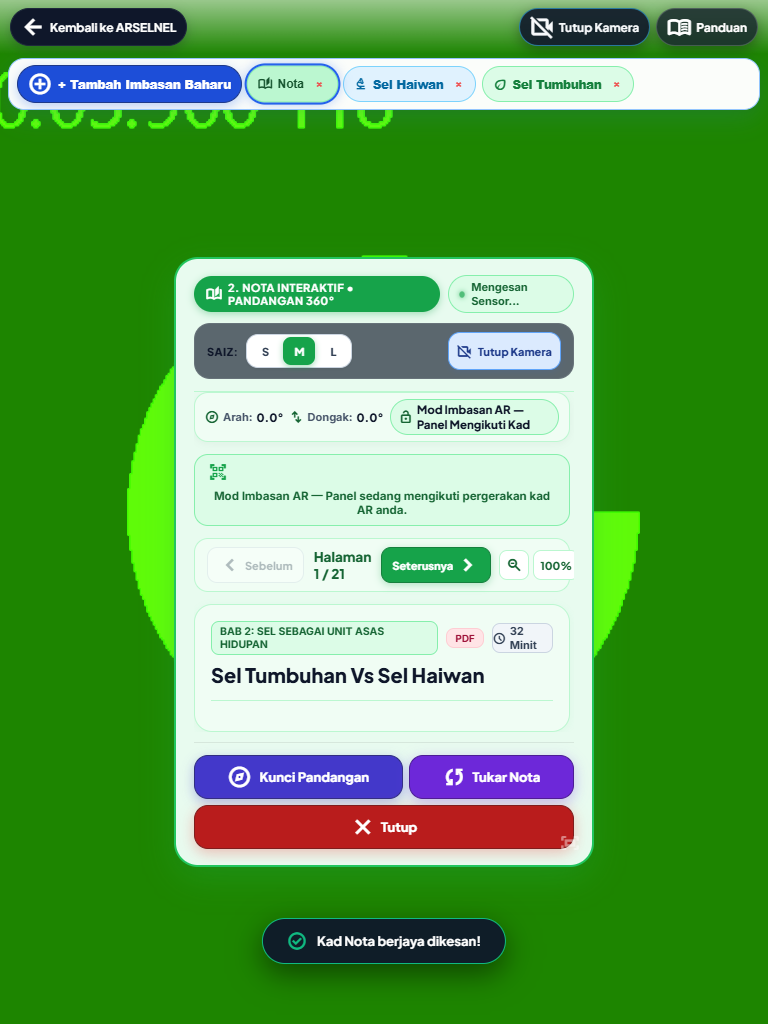 Kembali ke ARSELNEL
Tutup Kamera
Panduan
+ Tambah Imbasan Baharu
Nota ×
Sel Haiwan ×
Sel Tumbuhan ×
2. NOTA INTERAKTIF •
PANDANGAN 360°
Mengesan
Sensor...
SAIZ: S M L
Tutup Kamera
Arah: 0.0° Dongak: 0.0°
Mod Imbasan AR —
Panel Mengikuti Kad
Mod Imbasan AR — Panel sedang mengikuti pergerakan kad
AR anda.
Sebelum
Halaman
1 / 21
Seterusnya
100%
BAB 2: SEL SEBAGAI UNIT ASAS
HIDUPAN
PDF
32
Minit
Sel Tumbuhan Vs Sel Haiwan
Kunci Pandangan
Tukar Nota
Tutup
Kad Nota berjaya dikesan!